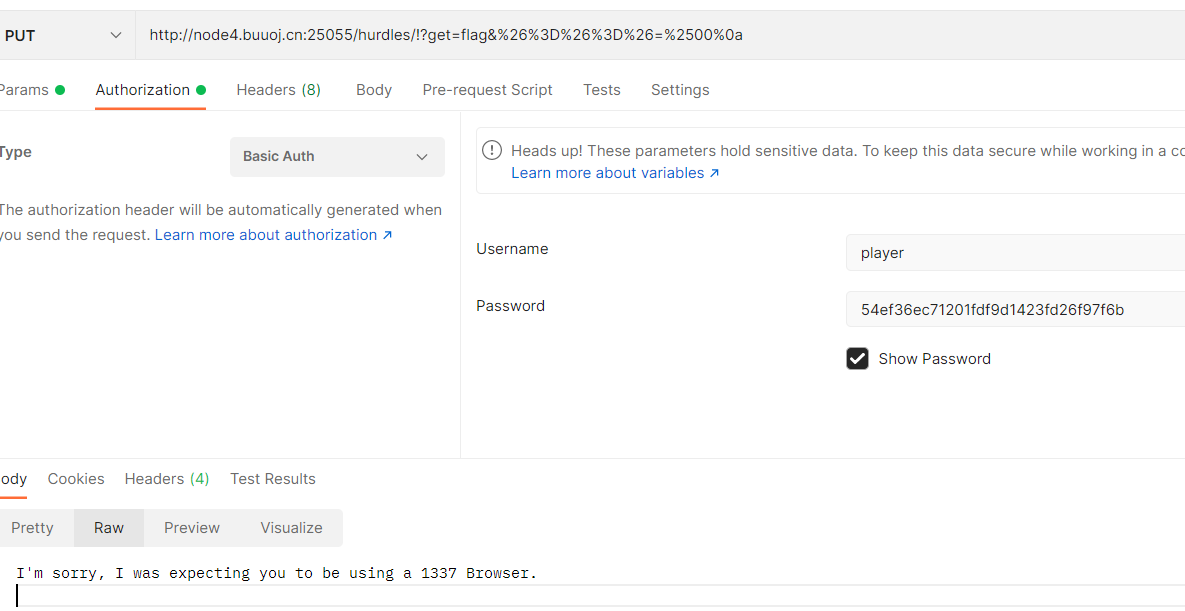 PUT
http://node4.buuoj.cn:25055/hurdles/!?get=flag&%26%3D%26%3D%26=%2500%0a
Params Authorization Headers (8) Body Pre-request Script Tests Settings
Type
Basic Auth
The authorization header will be automatically generated when
you send the request. Learn more about authorization ↗
Heads up! These parameters hold sensitive data. To keep this data secure while working in a co
Learn more about variables ↗
Username
player
Password
54ef36ec71201fdf9d1423fd26f97f6b
Show Password
ody Cookies Headers (4) Test Results
Pretty Raw Preview Visualize
I'm sorry, I was expecting you to be using a 1337 Browser.